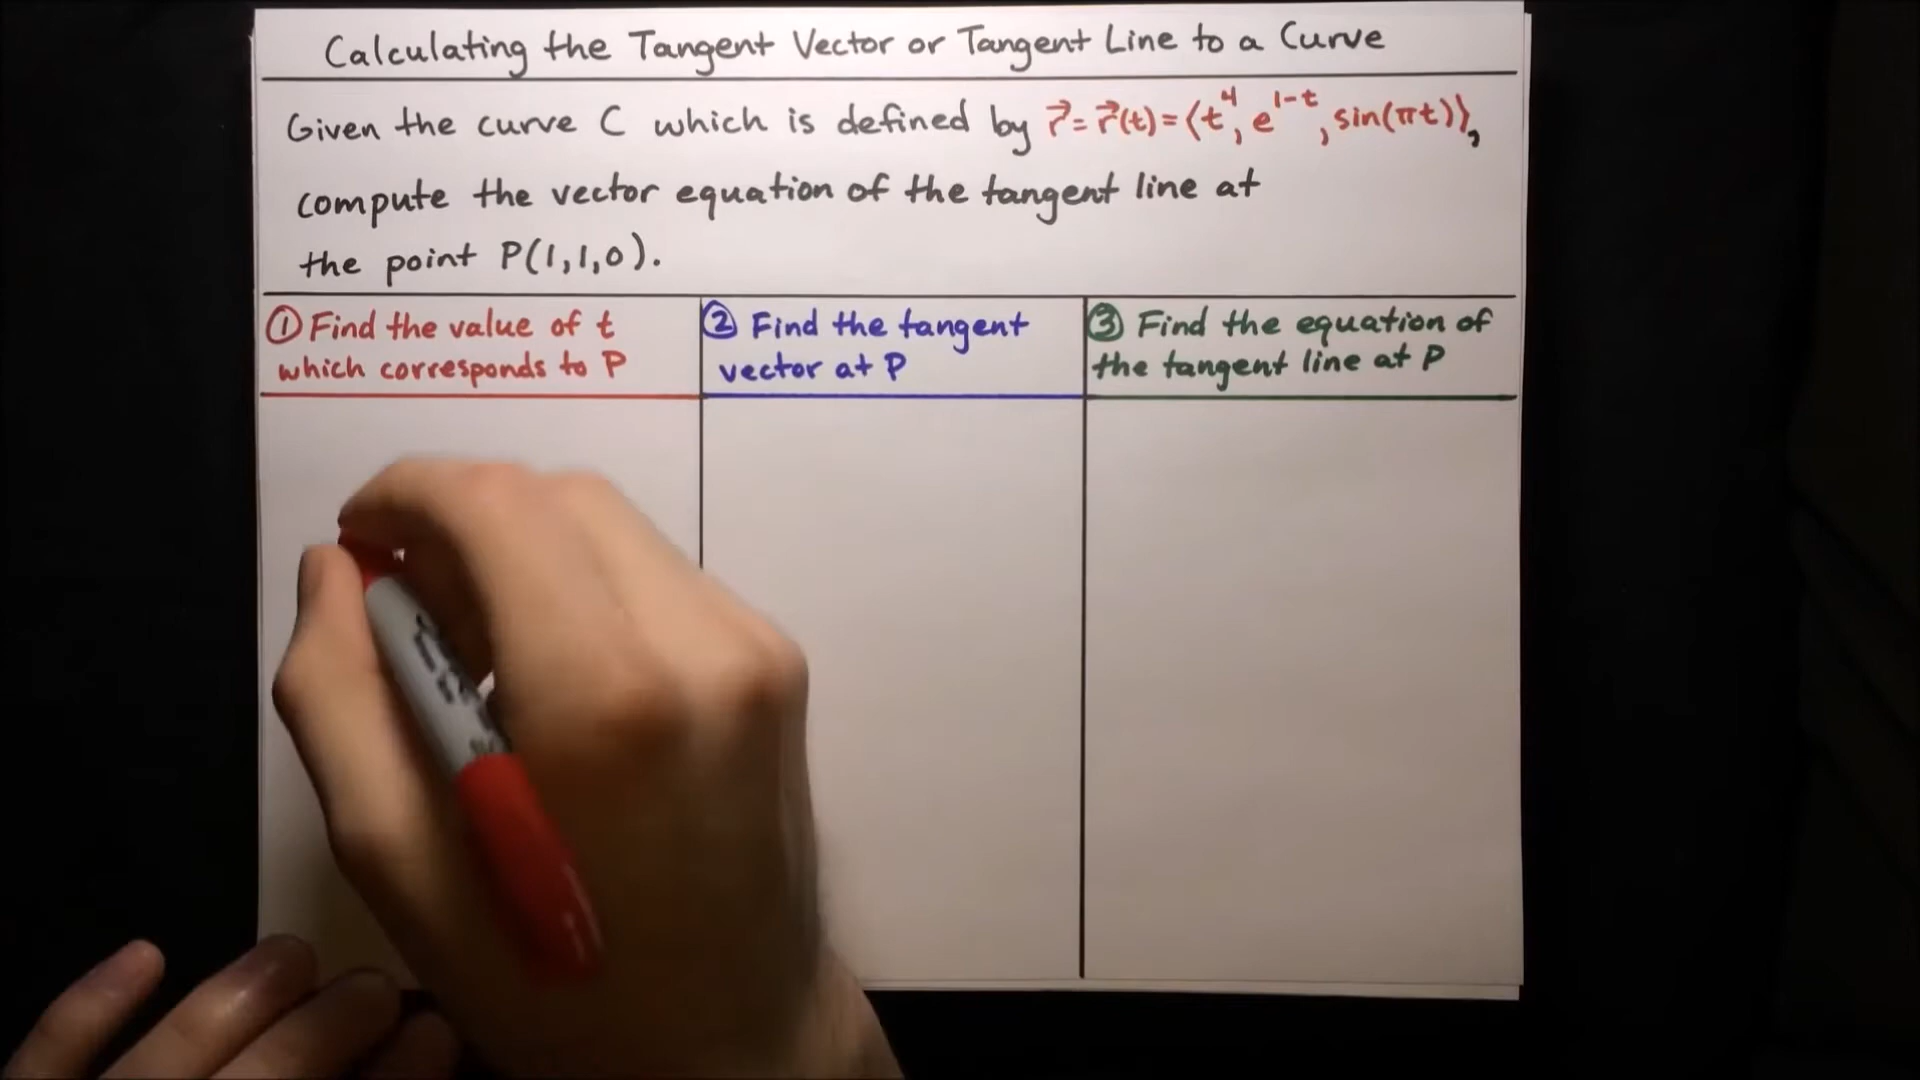 Calculating the Tangent Vector or Tangent Line to a Curve
Given the curve C which is defined by r⃗ = r⃗(t) = ⟨t⁴, e^(1-t), sin(πt)⟩,
compute the vector equation of the tangent line at
the point P(1,1,0).
① Find the value of t
which corresponds to P
② Find the tangent
vector at P
③ Find the equation of
the tangent line at P